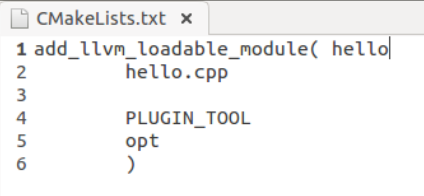 CMakeLists.txt ×
1 add_llvm_loadable_module( hello
2 hello.cpp
3
4 PLUGIN_TOOL
5 opt
6 )